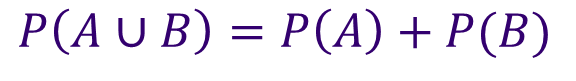 P(A ∪ B) = P(A) + P(B)